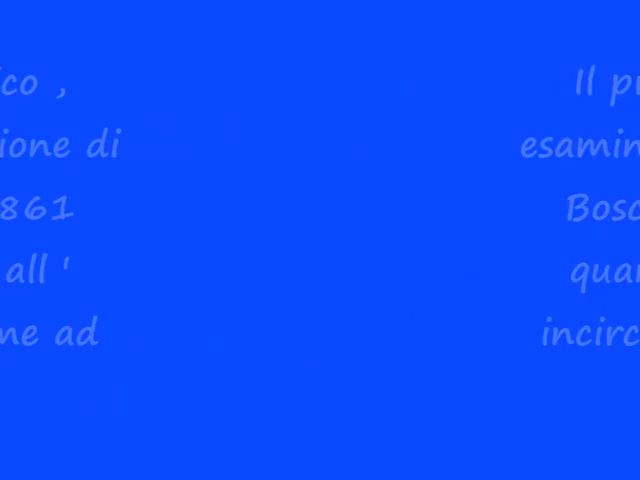 ico ,
ione di
861
all '
ne ad
Il pr
esamin
Bosc
quar
incirc